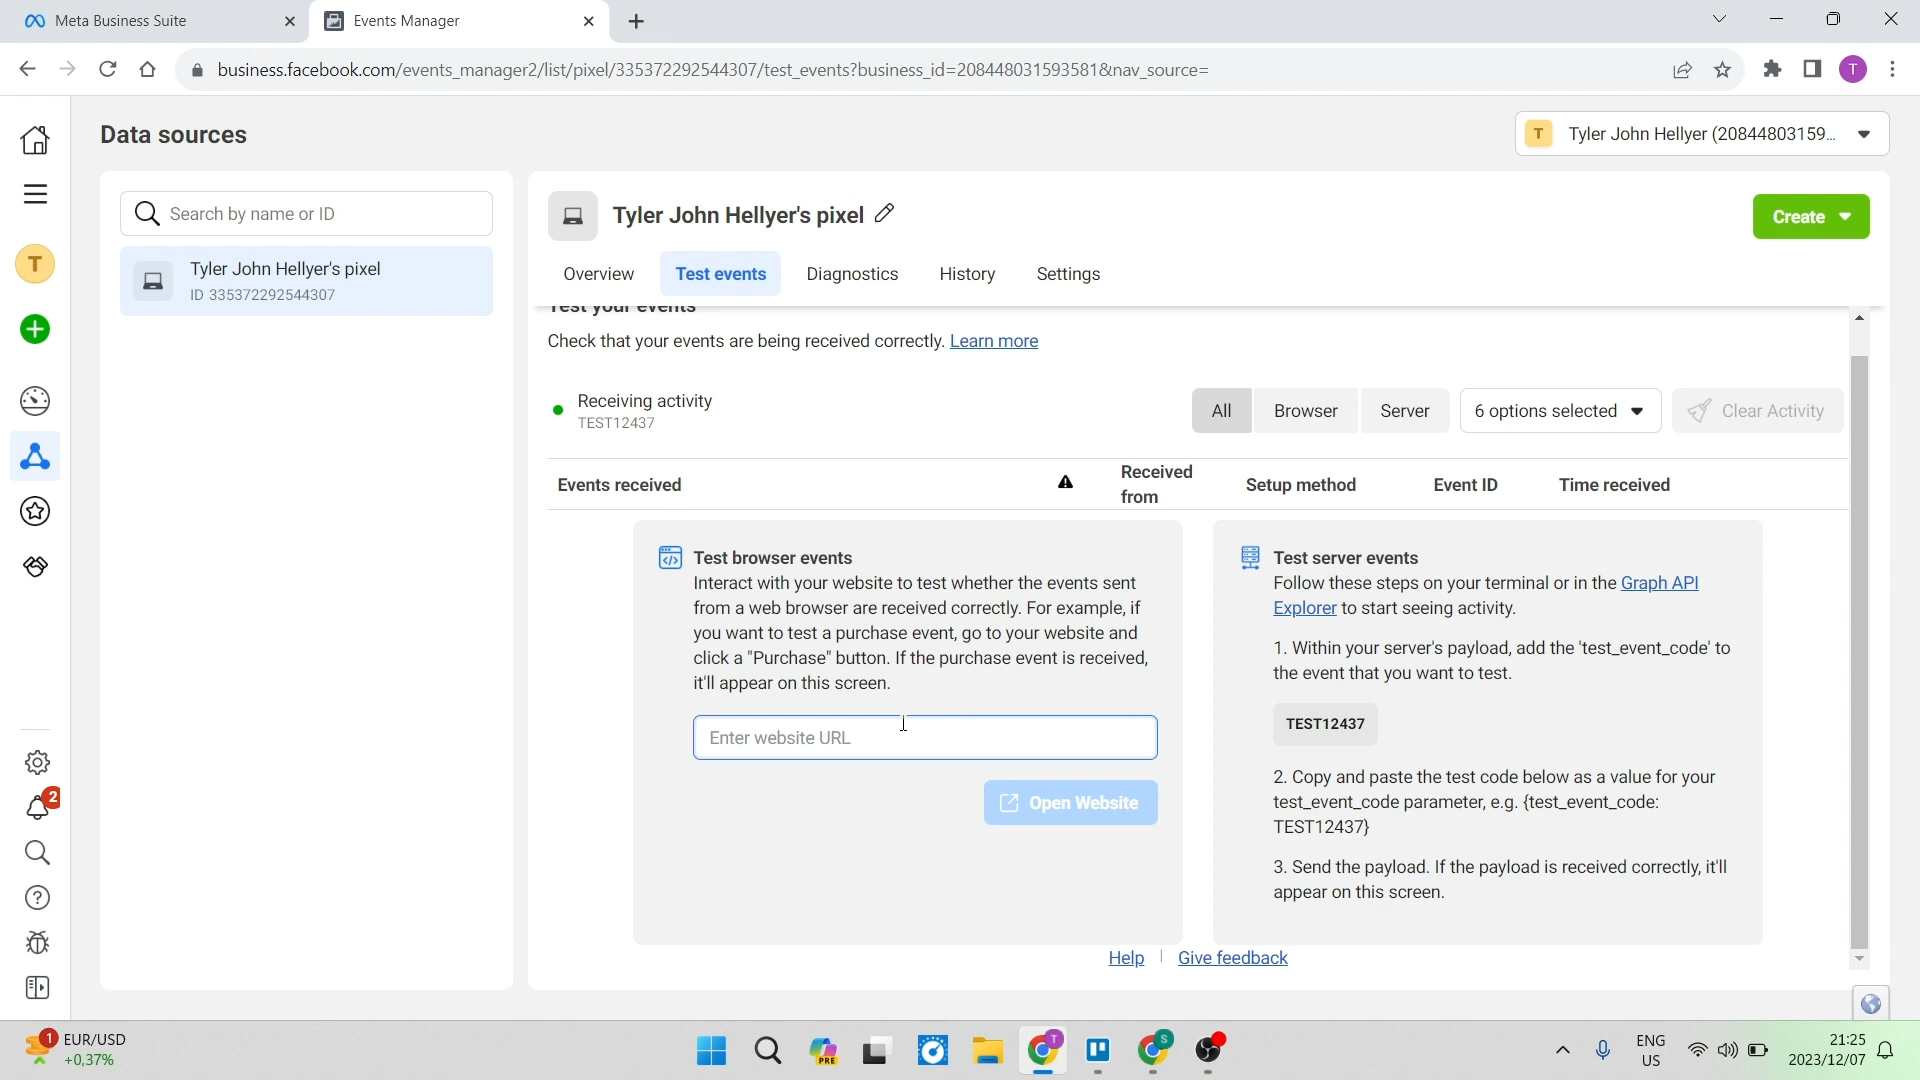 Meta Business Suite
Events Manager
business.facebook.com/events_manager2/list/pixel/335372292544307/test_events?business_id=208448031593581&nav_source=
T
Data sources
T Tyler John Hellyer (20844803159...
Search by name or ID
Tyler John Hellyer's pixel
ID 335372292544307
T
Tyler John Hellyer's pixel
Create
Overview Test events Diagnostics History Settings
Test your events
Check that your events are being received correctly. Learn more
Receiving activity
TEST12437
All Browser Server 6 options selected Clear Activity
Events received
Received
from
Setup method Event ID Time received
Test browser events
Interact with your website to test whether the events sent
from a web browser are received correctly. For example, if
you want to test a purchase event, go to your website and
click a "Purchase" button. If the purchase event is received,
it'll appear on this screen.
Enter website URL
Open Website
Test server events
Follow these steps on your terminal or in the Graph API
Explorer to start seeing activity.
1. Within your server's payload, add the 'test_event_code' to
the event that you want to test.
TEST12437
2. Copy and paste the test code below as a value for your
test_event_code parameter, e.g. {test_event_code:
TEST12437}
3. Send the payload. If the payload is received correctly, it'll
appear on this screen.
Help Give feedback
2
1
EUR/USD
+0,37%
PRE
T
S
ENG
US
21:25
2023/12/07